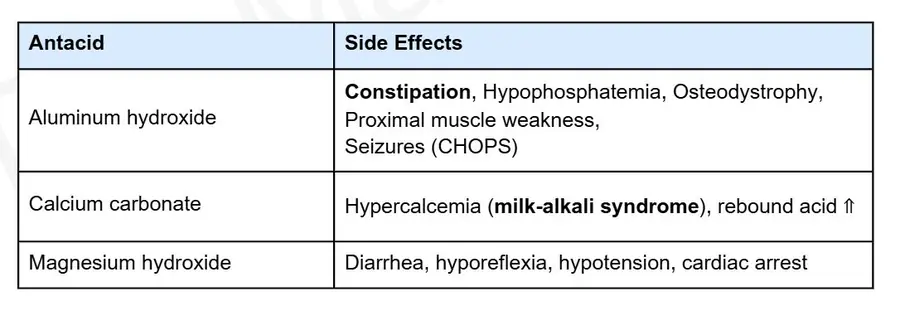 Antacid Side Effects
Aluminum hydroxide
Constipation, Hypophosphatemia, Osteodystrophy,
Proximal muscle weakness,
Seizures (CHOPS)
Calcium carbonate
Hypercalcemia (milk-alkali syndrome), rebound acid ⇑
Magnesium hydroxide
Diarrhea, hyporeflexia, hypotension, cardiac arrest